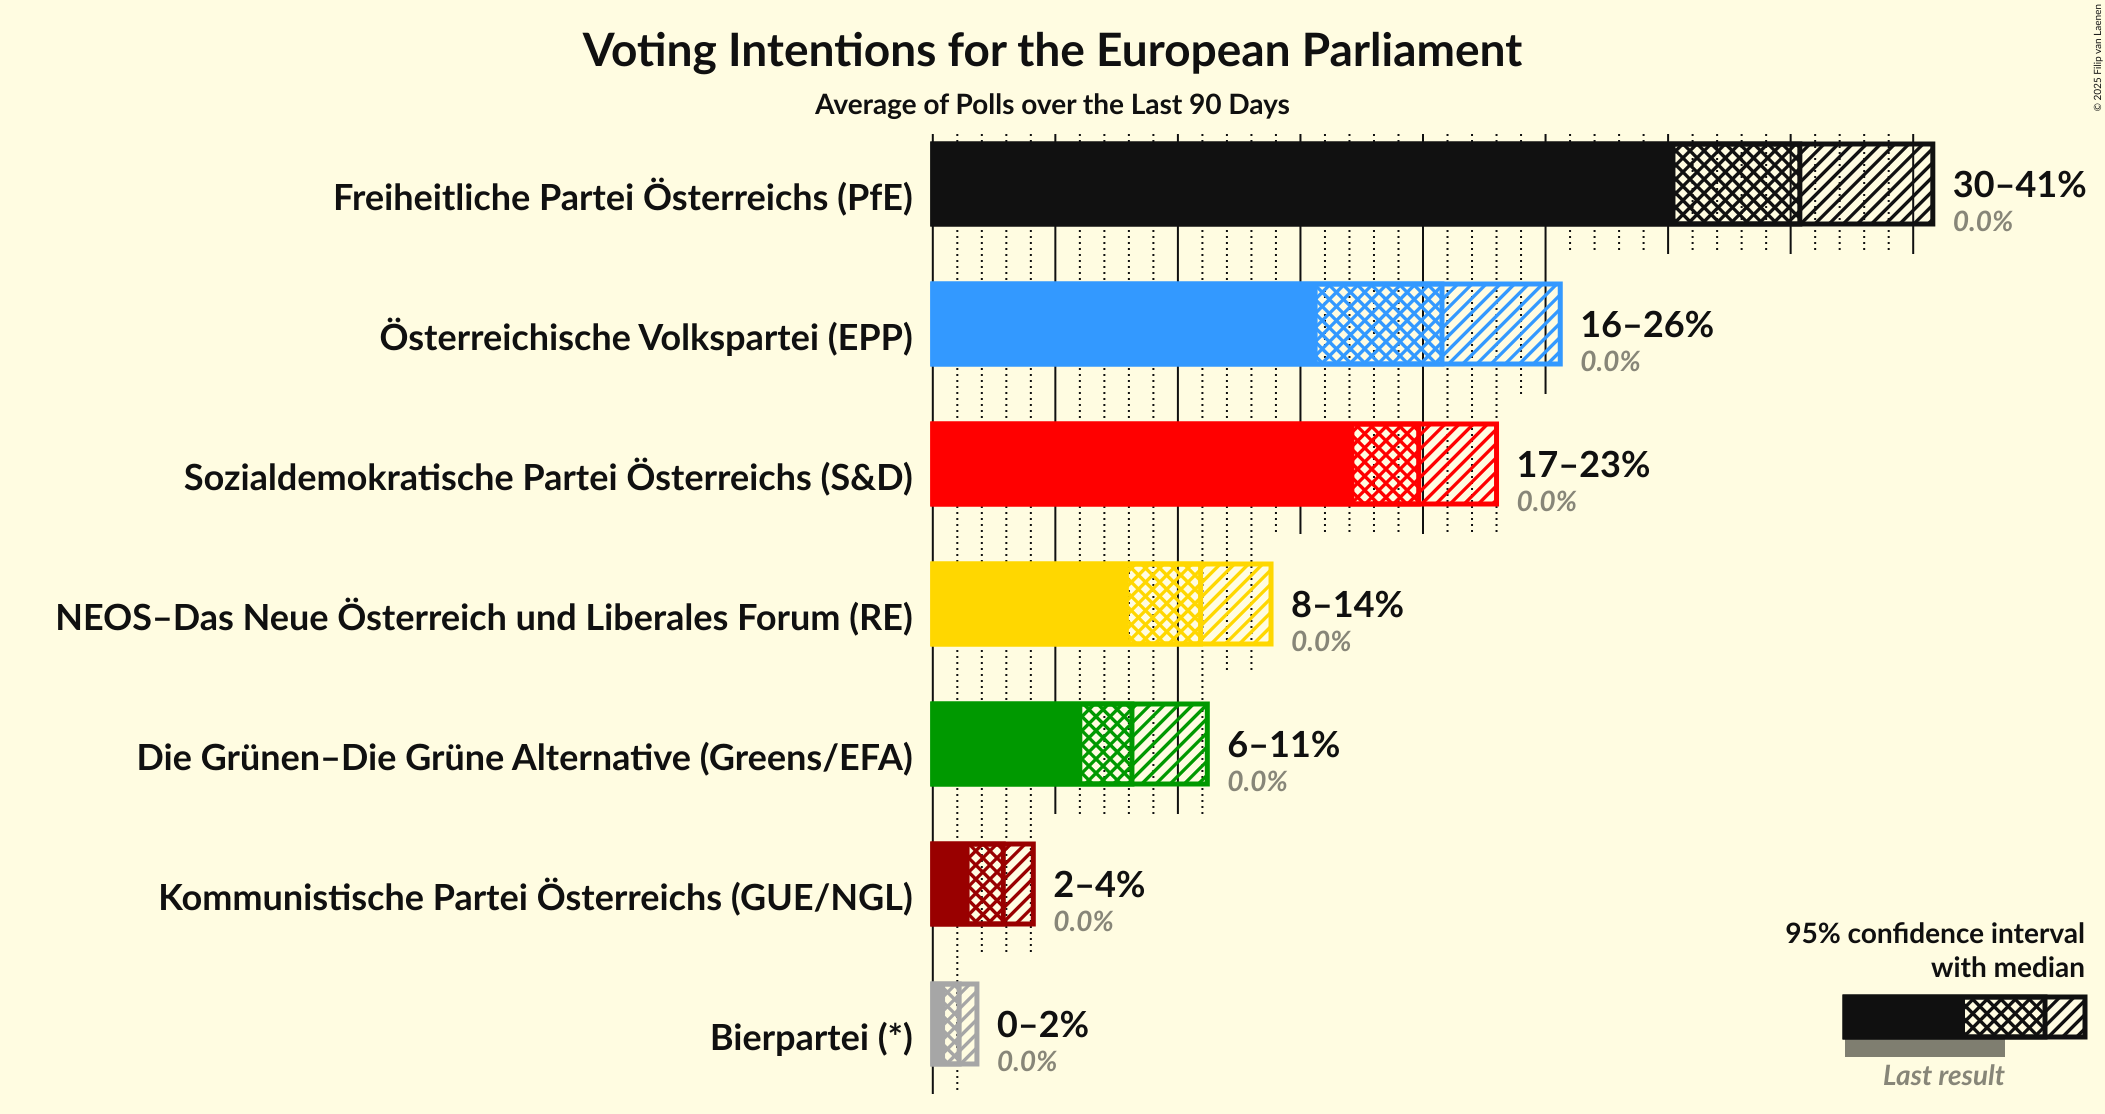 Voting Intentions for the European Parliament
Average of Polls over the Last 90 Days
© 2025 Filip van Laenen
Freiheitliche Partei Österreichs (PfE)
30–41%
0.0%
Österreichische Volkspartei (EPP)
16–26%
0.0%
Sozialdemokratische Partei Österreichs (S&D)
17–23%
0.0%
NEOS–Das Neue Österreich und Liberales Forum (RE)
8–14%
0.0%
Die Grünen–Die Grüne Alternative (Greens/EFA)
6–11%
0.0%
Kommunistische Partei Österreichs (GUE/NGL)
2–4%
0.0%
Bierpartei (*)
0–2%
0.0%
95% confidence interval
with median
Last result